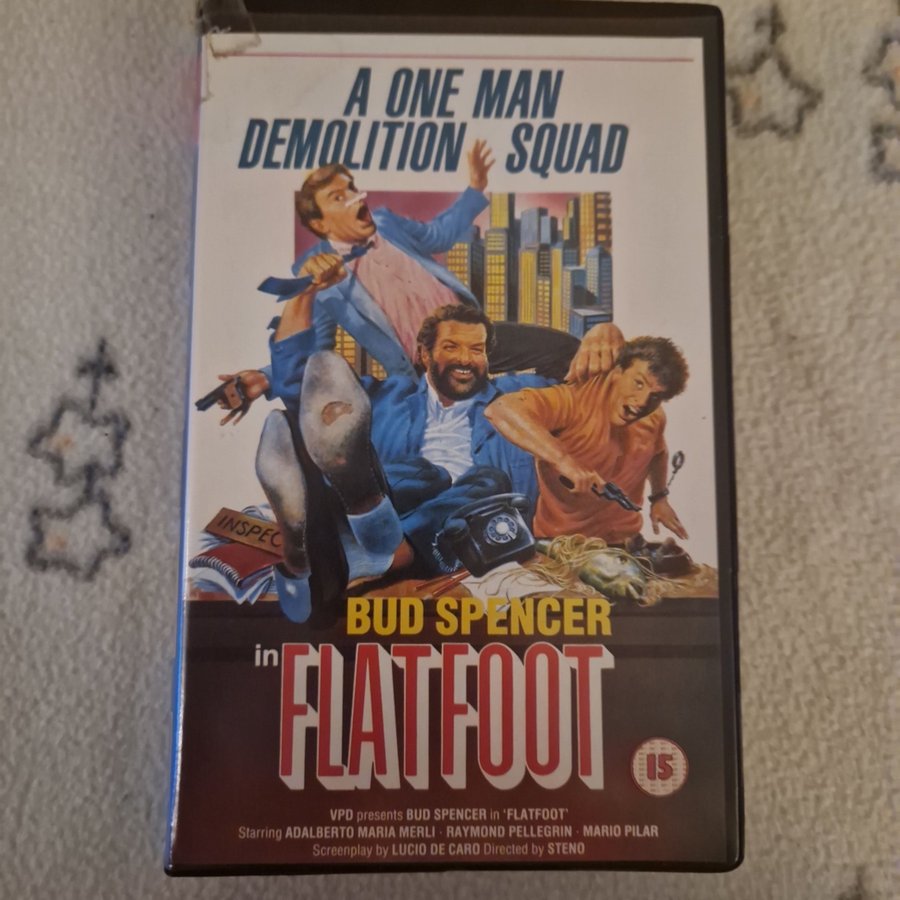 A ONE MAN
DEMOLITION SQUAD
INSPEC
BUD SPENCER
in FLATFOOT
15
VPD presents BUD SPENCER in 'FLATFOOT'
Starring ADALBERTO MARIA MERLI · RAYMOND PELLEGRIN · MARIO PILAR
Screenplay by LUCIO DE CARO Directed by STENO